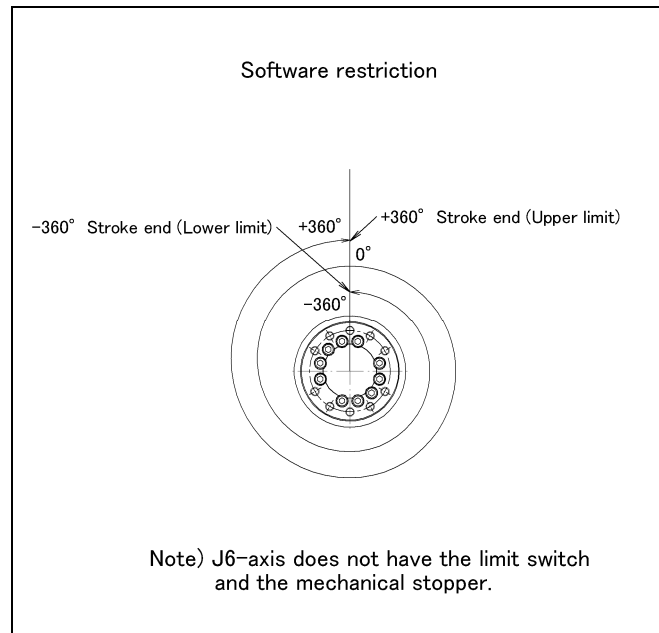 Software restriction
-360° Stroke end (Lower limit)
+360°
+360° Stroke end (Upper limit)
0°
-360°
Note) J6-axis does not have the limit switch
and the mechanical stopper.